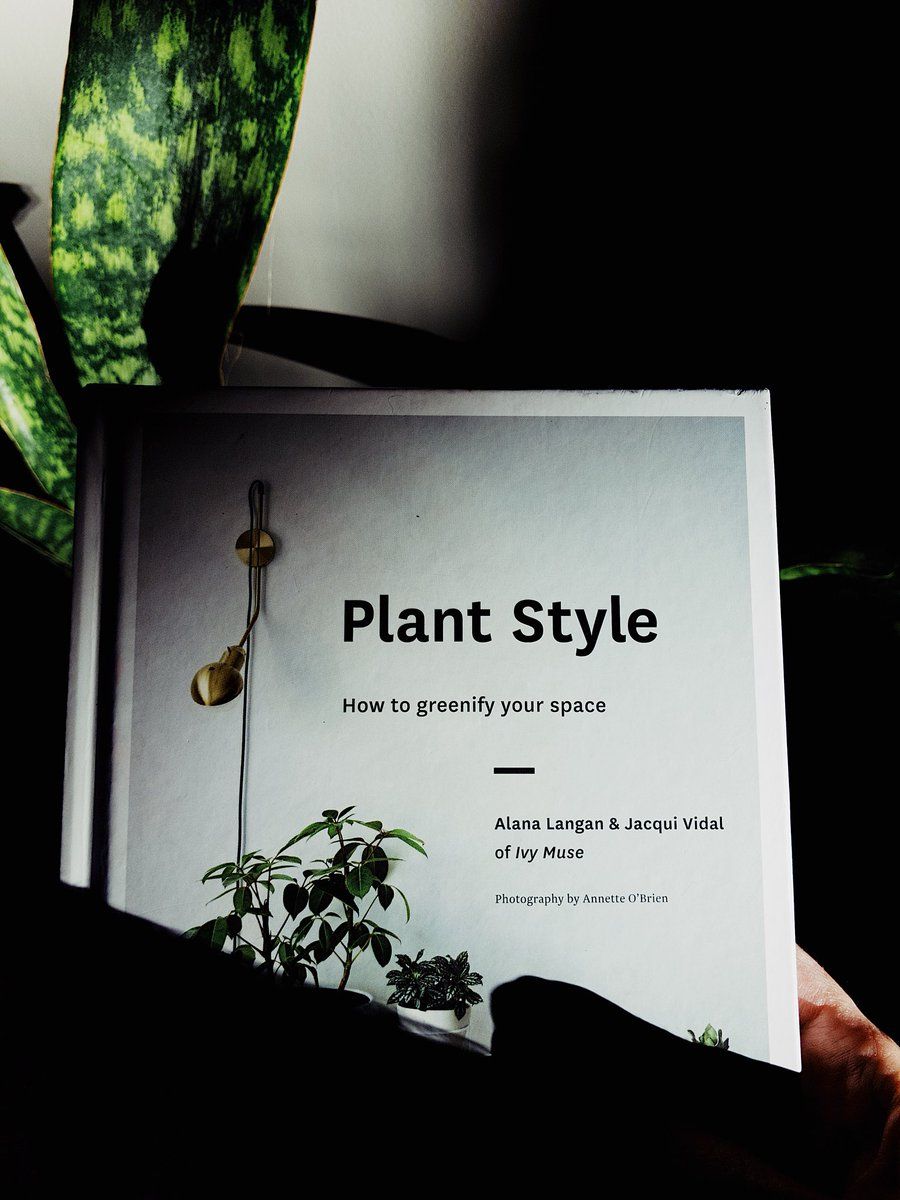 Plant Style
How to greenify your space
Alana Langan & Jacqui Vidal
of Ivy Muse
Photography by Annette O’Brien